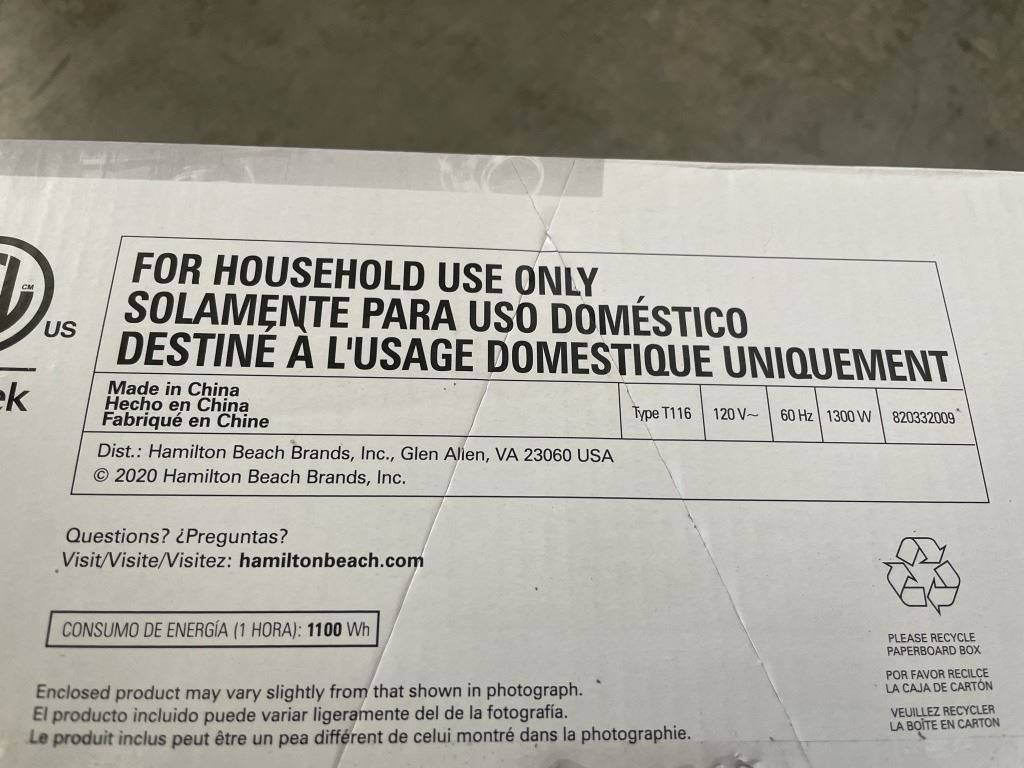 CM
US
ek
FOR HOUSEHOLD USE ONLY
SOLAMENTE PARA USO DOMÉSTICO
DESTINÉ À L'USAGE DOMESTIQUE UNIQUEMENT
Made in China
Hecho en China
Fabriqué en Chine
Type T116 120 V~ 60 Hz 1300 W 820332009
Dist.: Hamilton Beach Brands, Inc., Glen Allen, VA 23060 USA
© 2020 Hamilton Beach Brands, Inc.
Questions? ¿Preguntas?
Visit/Visite/Visitez: hamiltonbeach.com
CONSUMO DE ENERGÍA (1 HORA): 1100 Wh
Enclosed product may vary slightly from that shown in photograph.
El producto incluido puede variar ligeramente del de la fotografía.
Le produit inclus peut être un pea différent de celui montré dans la photographie.
PLEASE RECYCLE
PAPERBOARD BOX
POR FAVOR RECILCE
LA CAJA DE CARTÓN
VEUILLEZ RECYCLER
LA BOÎTE EN CARTON